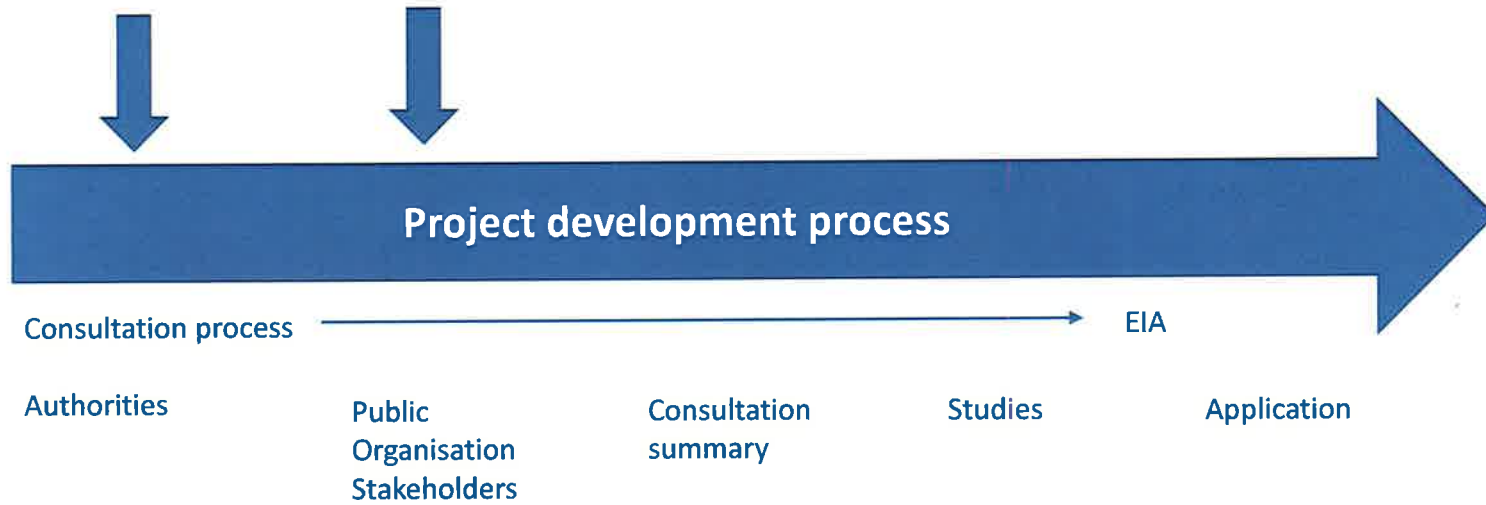 Project development process
Consultation process
EIA
Authorities
Public
Organisation
Stakeholders
Consultation
summary
Studies
Application